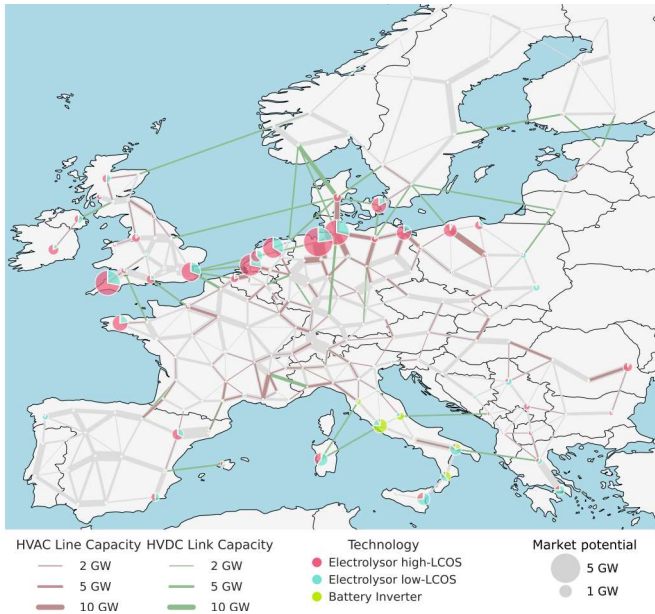 HVAC Line Capacity
2 GW
5 GW
10 GW
HVDC Link Capacity
2 GW
5 GW
10 GW
Technology
Electrolysor high-LCOS
Electrolysor low-LCOS
Battery Inverter
Market potential
5 GW
1 GW